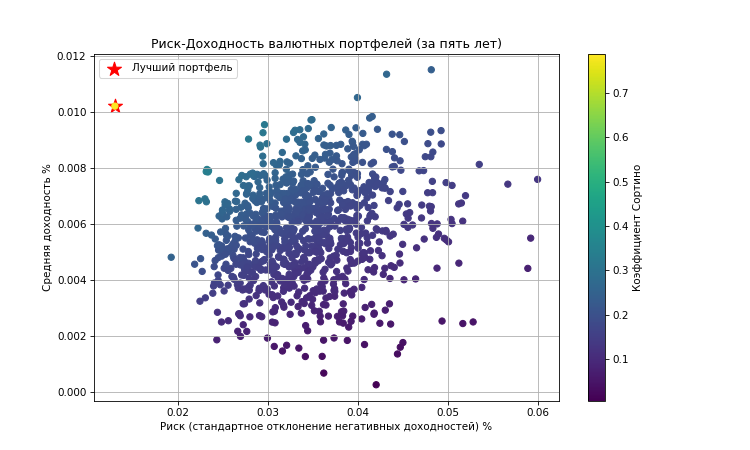 Риск-Доходность валютных портфелей (за пять лет)
Лучший портфель
Средняя доходность %
0.012
0.010
0.008
0.006
0.004
0.002
0.000
0.02 0.03 0.04 0.05 0.06
Риск (стандартное отклонение негативных доходностей) %
0.7
0.6
0.5
0.4
0.3
0.2
0.1
Коэффициент Сортино